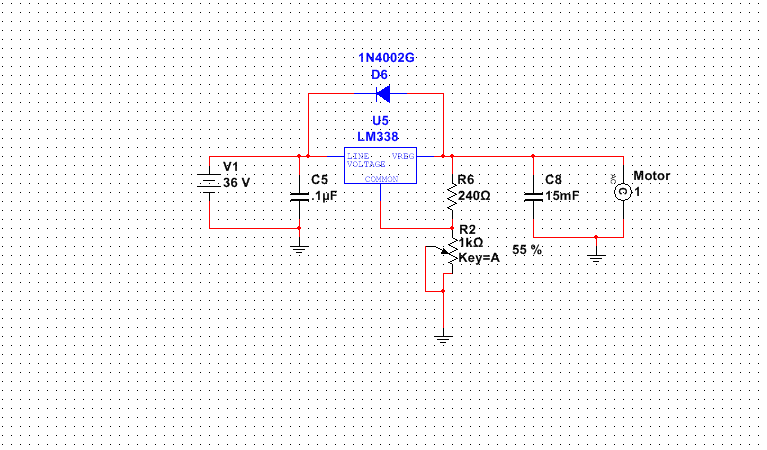 1N4002G
D6
U5
LM338
LINE VREG
VOLTAGE
COMMON
V1
36 V
C5
.1µF
R6
240Ω
C8
15mF
Motor
1
C
R2
1kΩ
Key=A
55 %